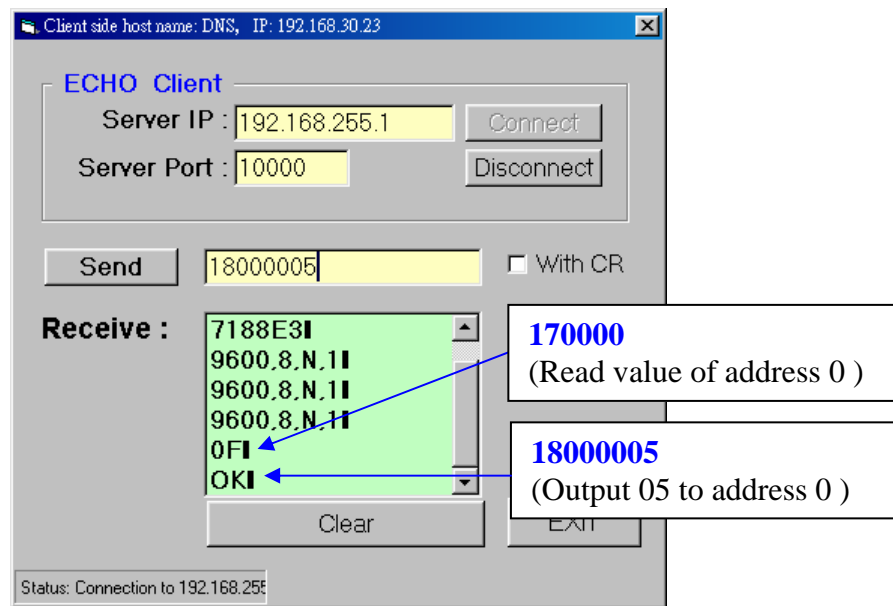 Client side host name: DNS, IP: 192.168.30.23
ECHO Client
Server IP : 192.168.255.1 Connect
Server Port : 10000 Disconnect
Send 18000005 With CR
Receive :
7188E3
9600,8,N,1
9600,8,N,1
9600,8,N,1
0F
OK
170000
(Read value of address 0 )
18000005
(Output 05 to address 0 )
Clear
Status: Connection to 192.168.255